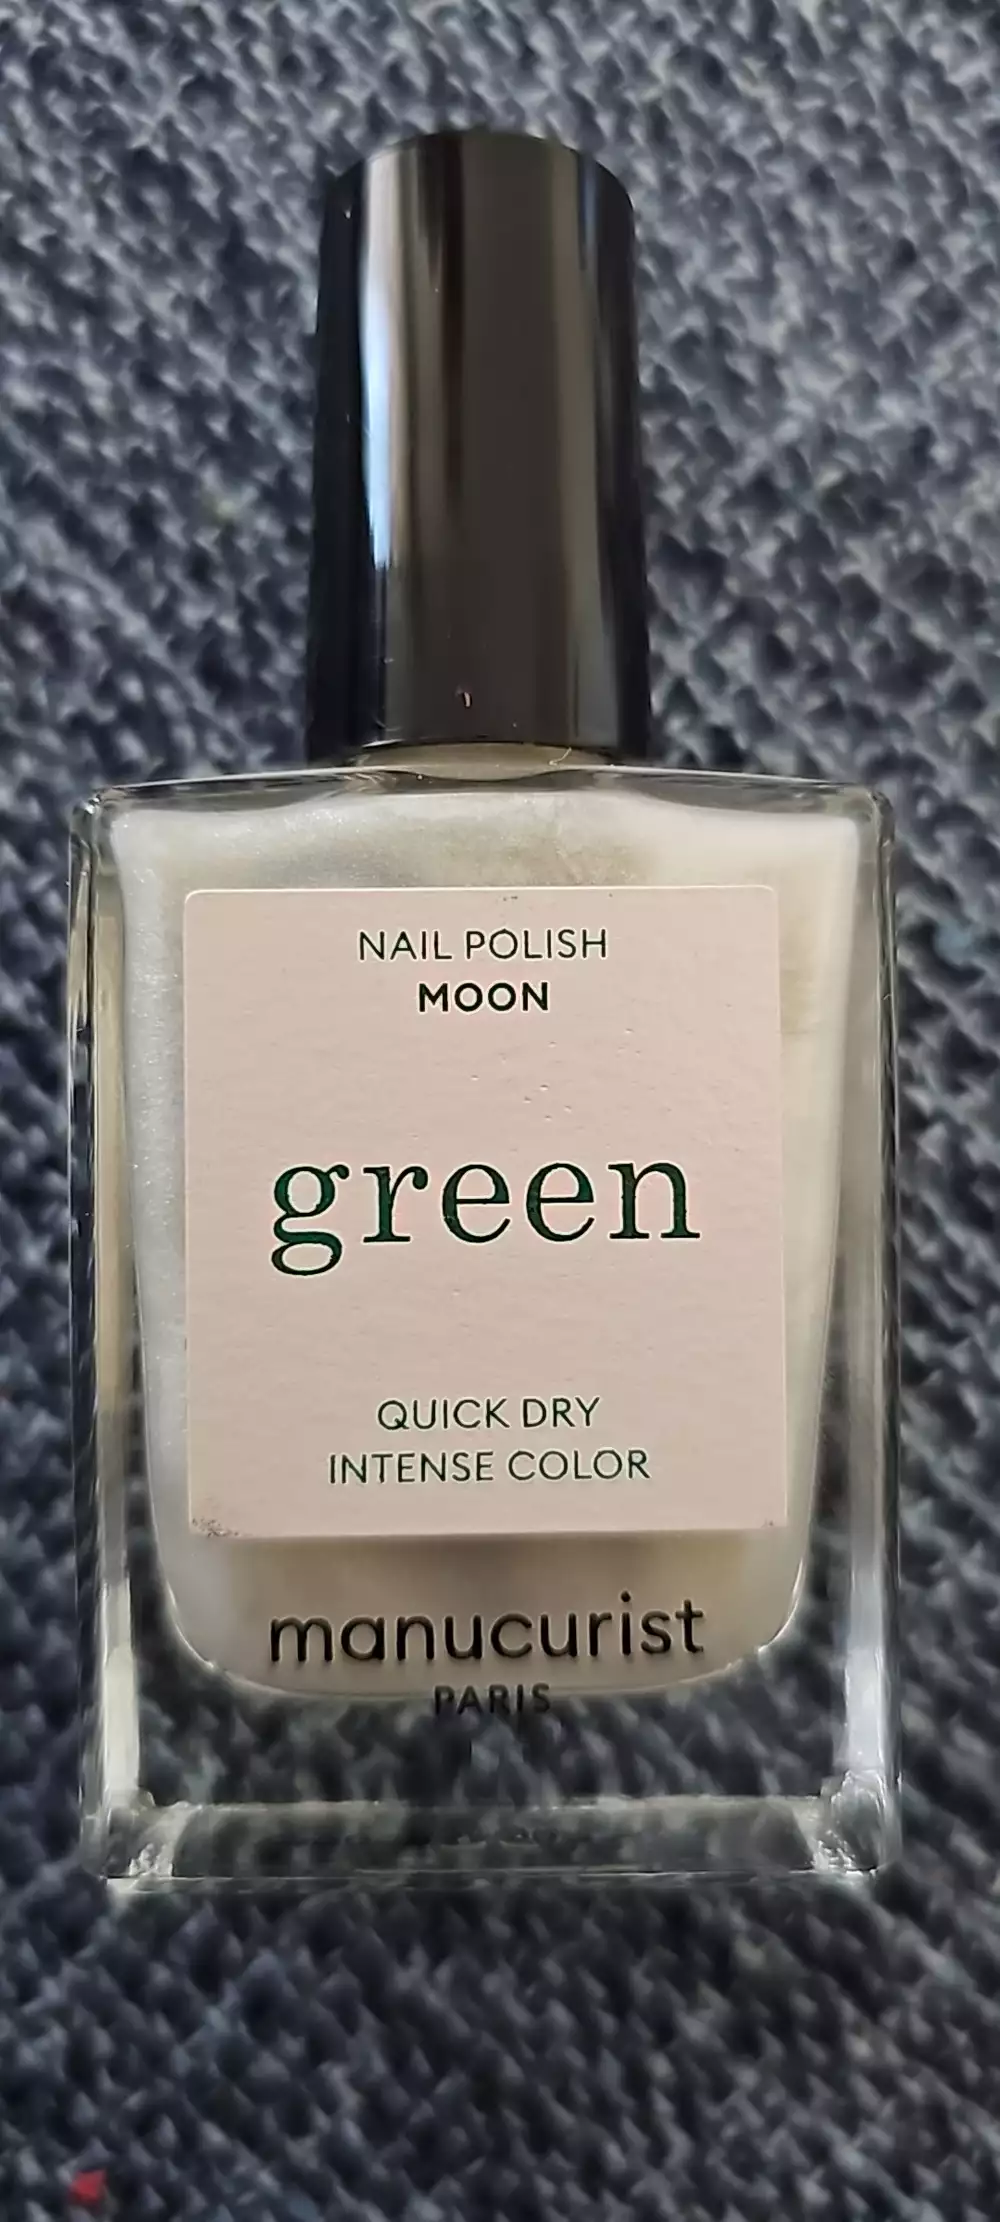 NAIL POLISH
MOON
green
QUICK DRY
INTENSE COLOR
manucurist
PARIS